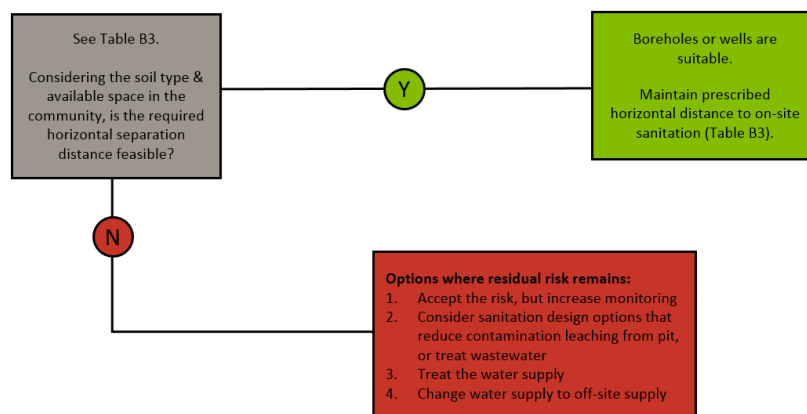 See Table B3.
Considering the soil type &
available space in the
community, is the required
horizontal separation
distance feasible?
Y
Boreholes or wells are
suitable.
Maintain prescribed
horizontal distance to on-site
sanitation (Table B3).
N
Options where residual risk remains:
1. Accept the risk, but increase monitoring
2. Consider sanitation design options that
reduce contamination leaching from pit,
or treat wastewater
3. Treat the water supply
4. Change water supply to off-site supply